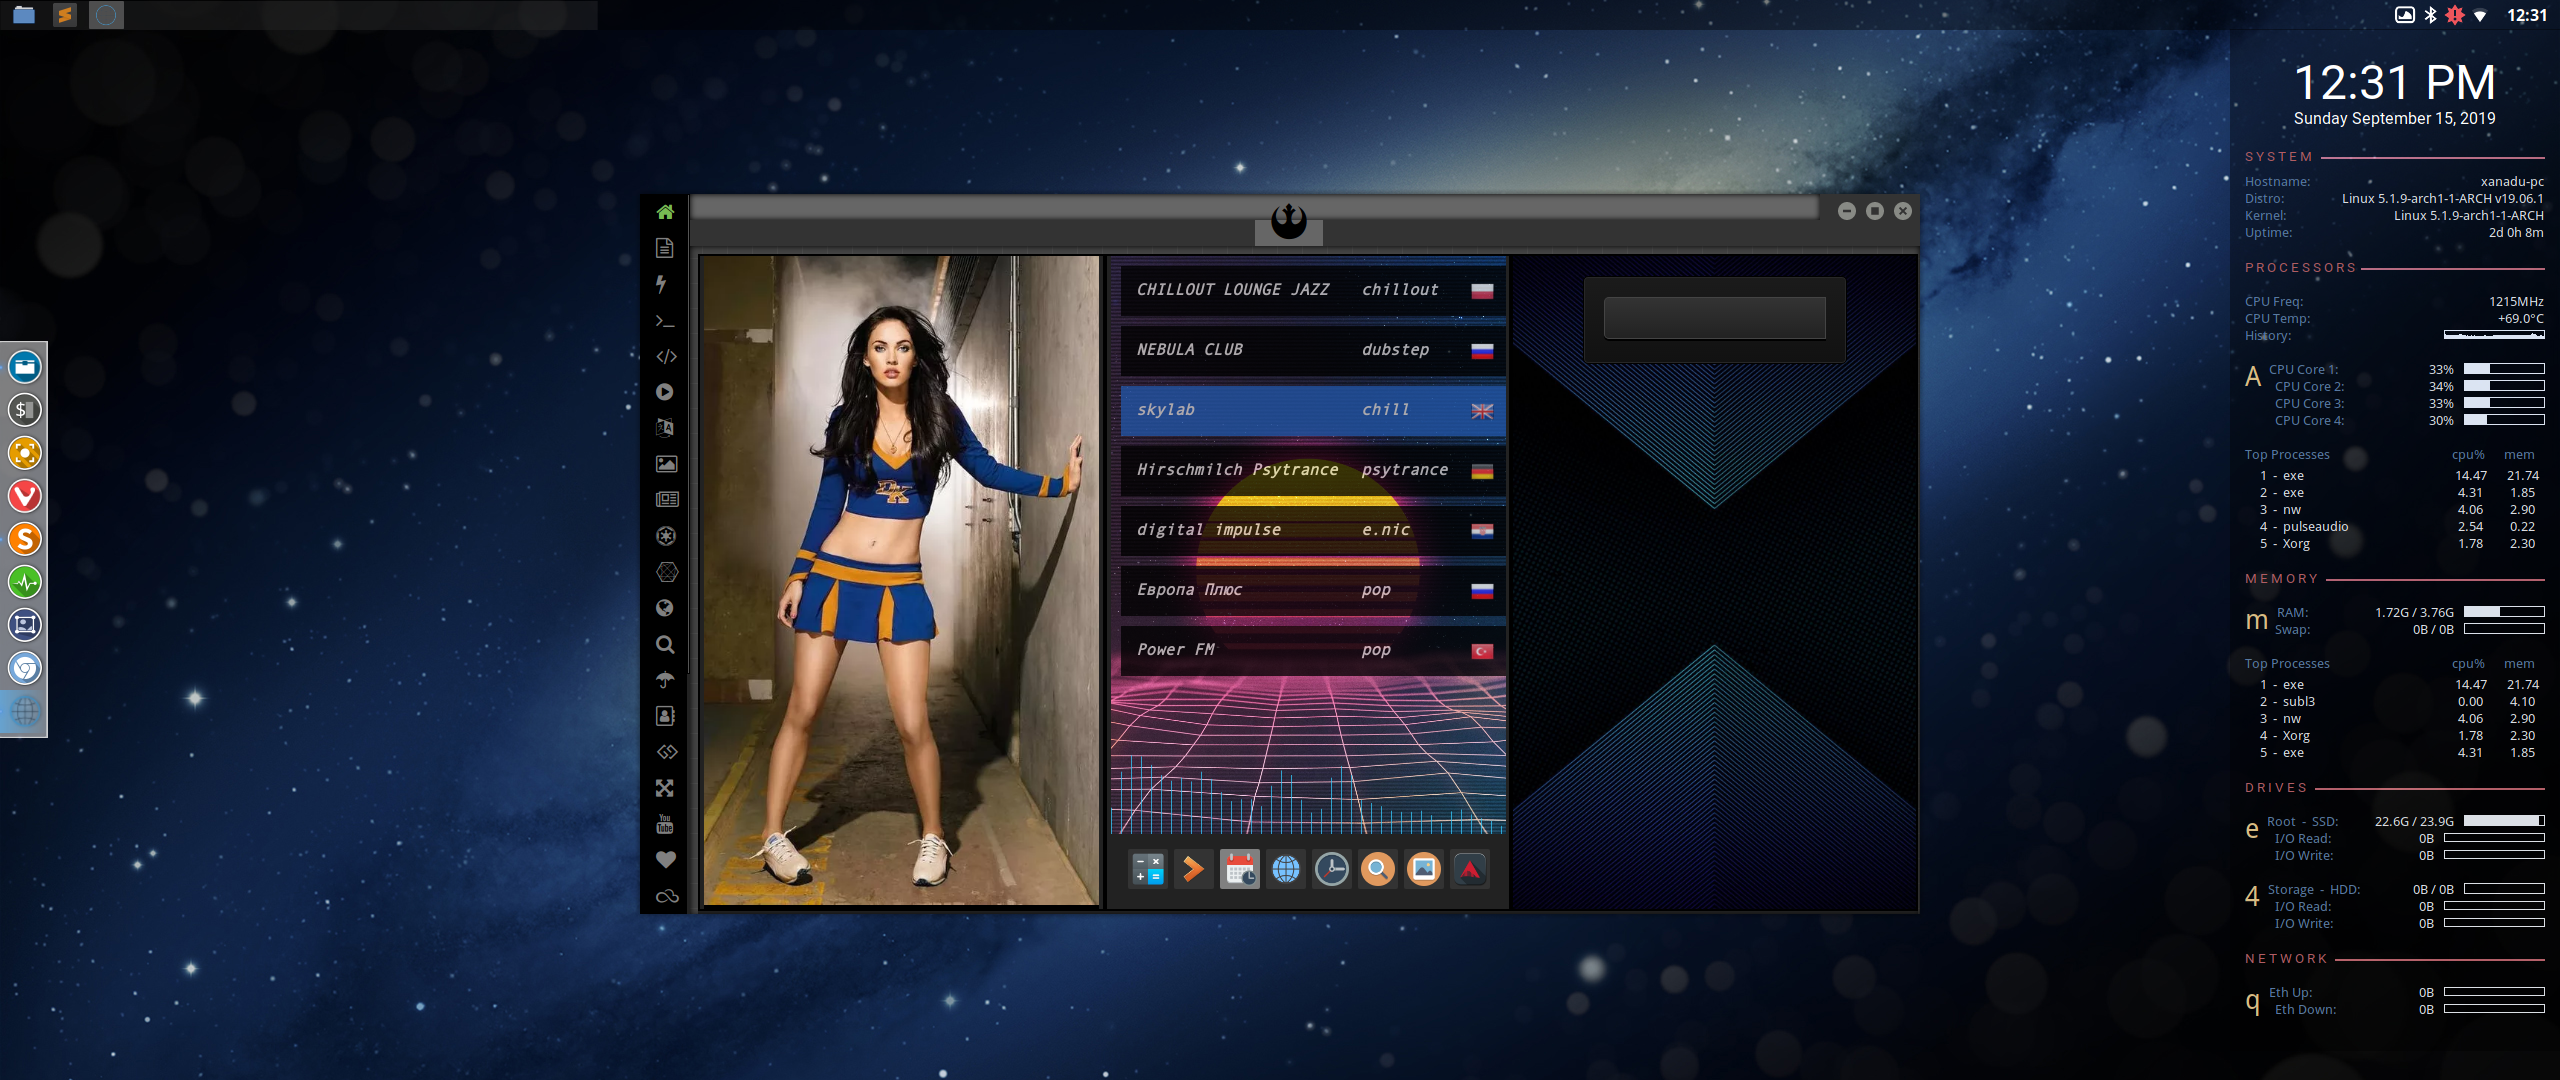 12:31
12:31 PM
Sunday September 15, 2019
SYSTEM
Hostname: xanadu-pc
Distro: Linux 5.1.9-arch1-1-ARCH v19.06.1
Kernel: Linux 5.1.9-arch1-1-ARCH
Uptime: 2d 0h 8m
PROCESSORS
CPU Freq: 1215MHz
CPU Temp: +69.0°C
History:
A CPU Core 1: 33%
CPU Core 2: 34%
CPU Core 3: 33%
CPU Core 4: 30%
Top Processes cpu% mem
1 - exe 14.47 21.74
2 - exe 4.31 1.85
3 - nw 4.06 2.90
4 - pulseaudio 2.54 0.22
5 - Xorg 1.78 2.30
MEMORY
m RAM: 1.72G / 3.76G
Swap: 0B / 0B
Top Processes cpu% mem
1 - exe 14.47 21.74
2 - subl3 0.00 4.10
3 - nw 4.06 2.90
4 - Xorg 1.78 2.30
5 - exe 4.31 1.85
DRIVES
e Root - SSD: 22.6G / 23.9G
I/O Read: 0B
I/O Write: 0B
4 Storage - HDD: 0B / 0B
I/O Read: 0B
I/O Write: 0B
NETWORK
q Eth Up: 0B
Eth Down: 0B
CHILLOUT LOUNGE JAZZ chillout
NEBULA CLUB dubstep
skylab chill
Hirschmilch Psytrance psytrance
digital impulse e.nic
Европа Плюс pop
Power FM pop
You
Tube
DK
$
S